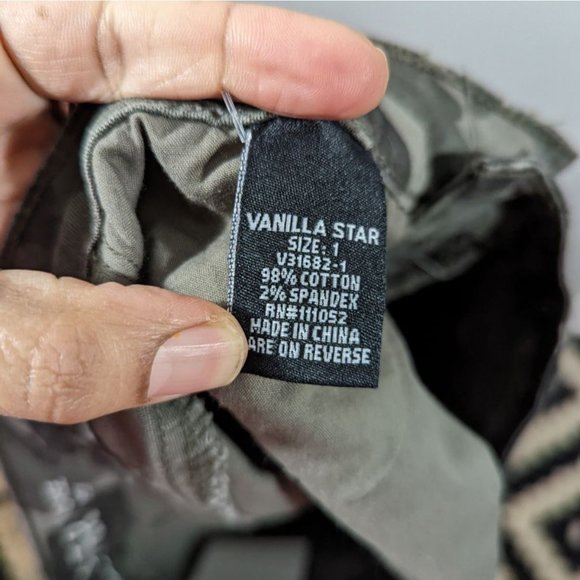 VANILLA STAR
SIZE: 1
V31682-1
98% COTTON
2% SPANDEX
RN#111052
MADE IN CHINA
ARE ON REVERSE